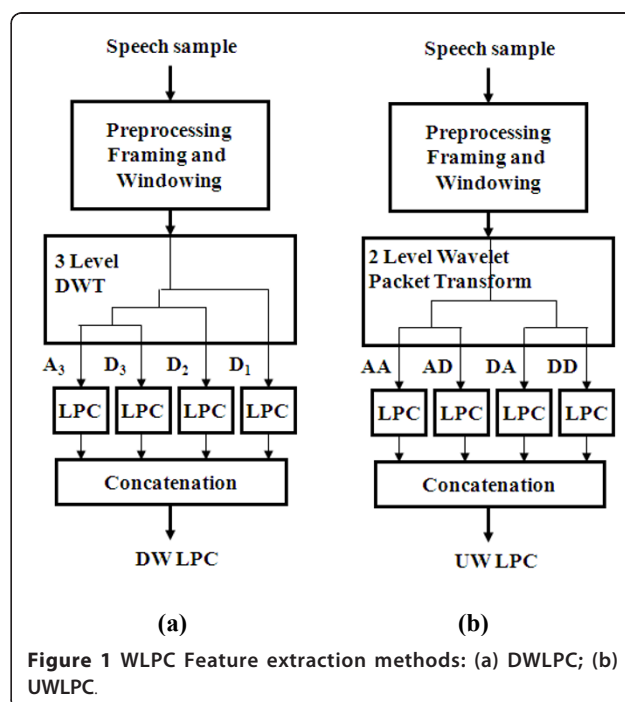 Speech sample
Preprocessing
Framing and
Windowing
3 Level
DWT
A3 D3 D2 D1
LPC LPC LPC LPC
Concatenation
DW LPC
(a)
Speech sample
Preprocessing
Framing and
Windowing
2 Level Wavelet
Packet Transform
AA AD DA DD
LPC LPC LPC LPC
Concatenation
UW LPC
(b)
Figure 1 WLPC Feature extraction methods: (a) DWLPC; (b)
UWLPC.